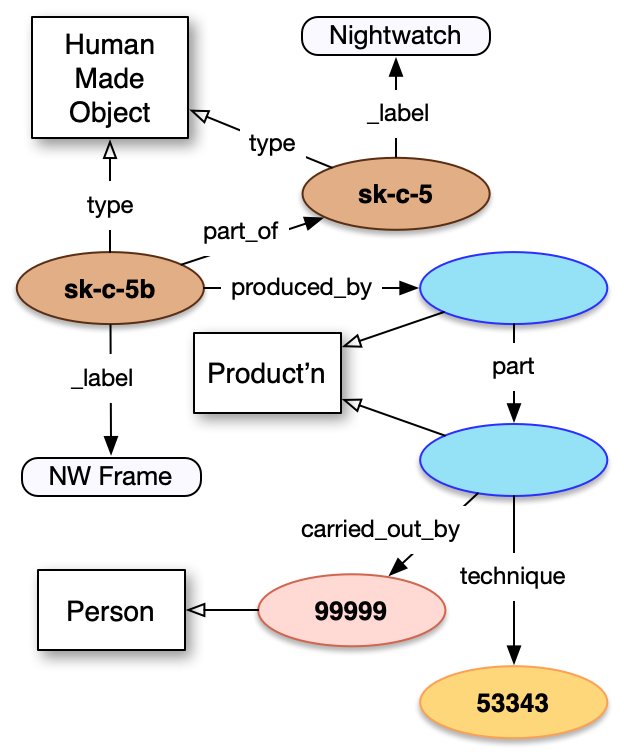 Human
Made
Object
Nightwatch
_label
type
sk-c-5
type
part_of
sk-c-5b
produced_by
_label
Product’n
part
NW Frame
carried_out_by
technique
Person
99999
53343